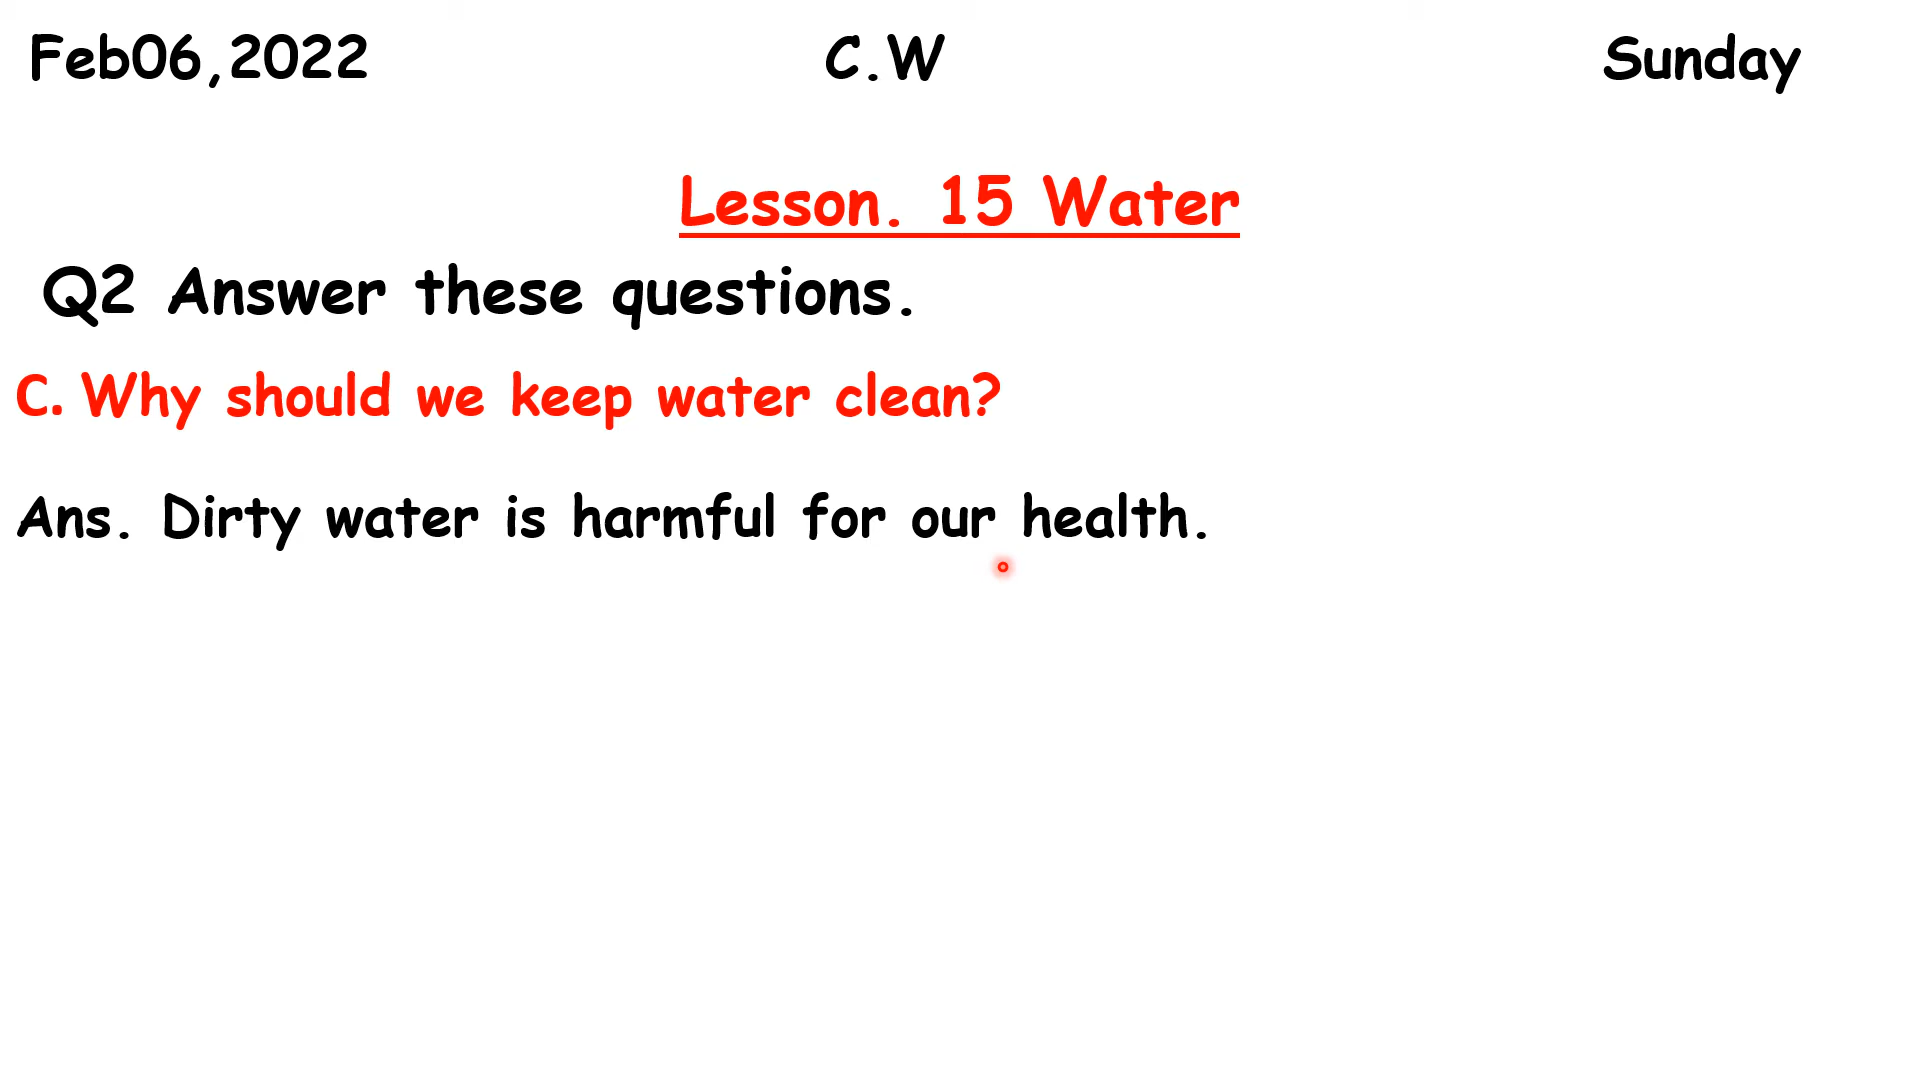 Feb06,2022 C.W Sunday
Lesson. 15 Water
Q2 Answer these questions.
C. Why should we keep water clean?
Ans. Dirty water is harmful for our health.